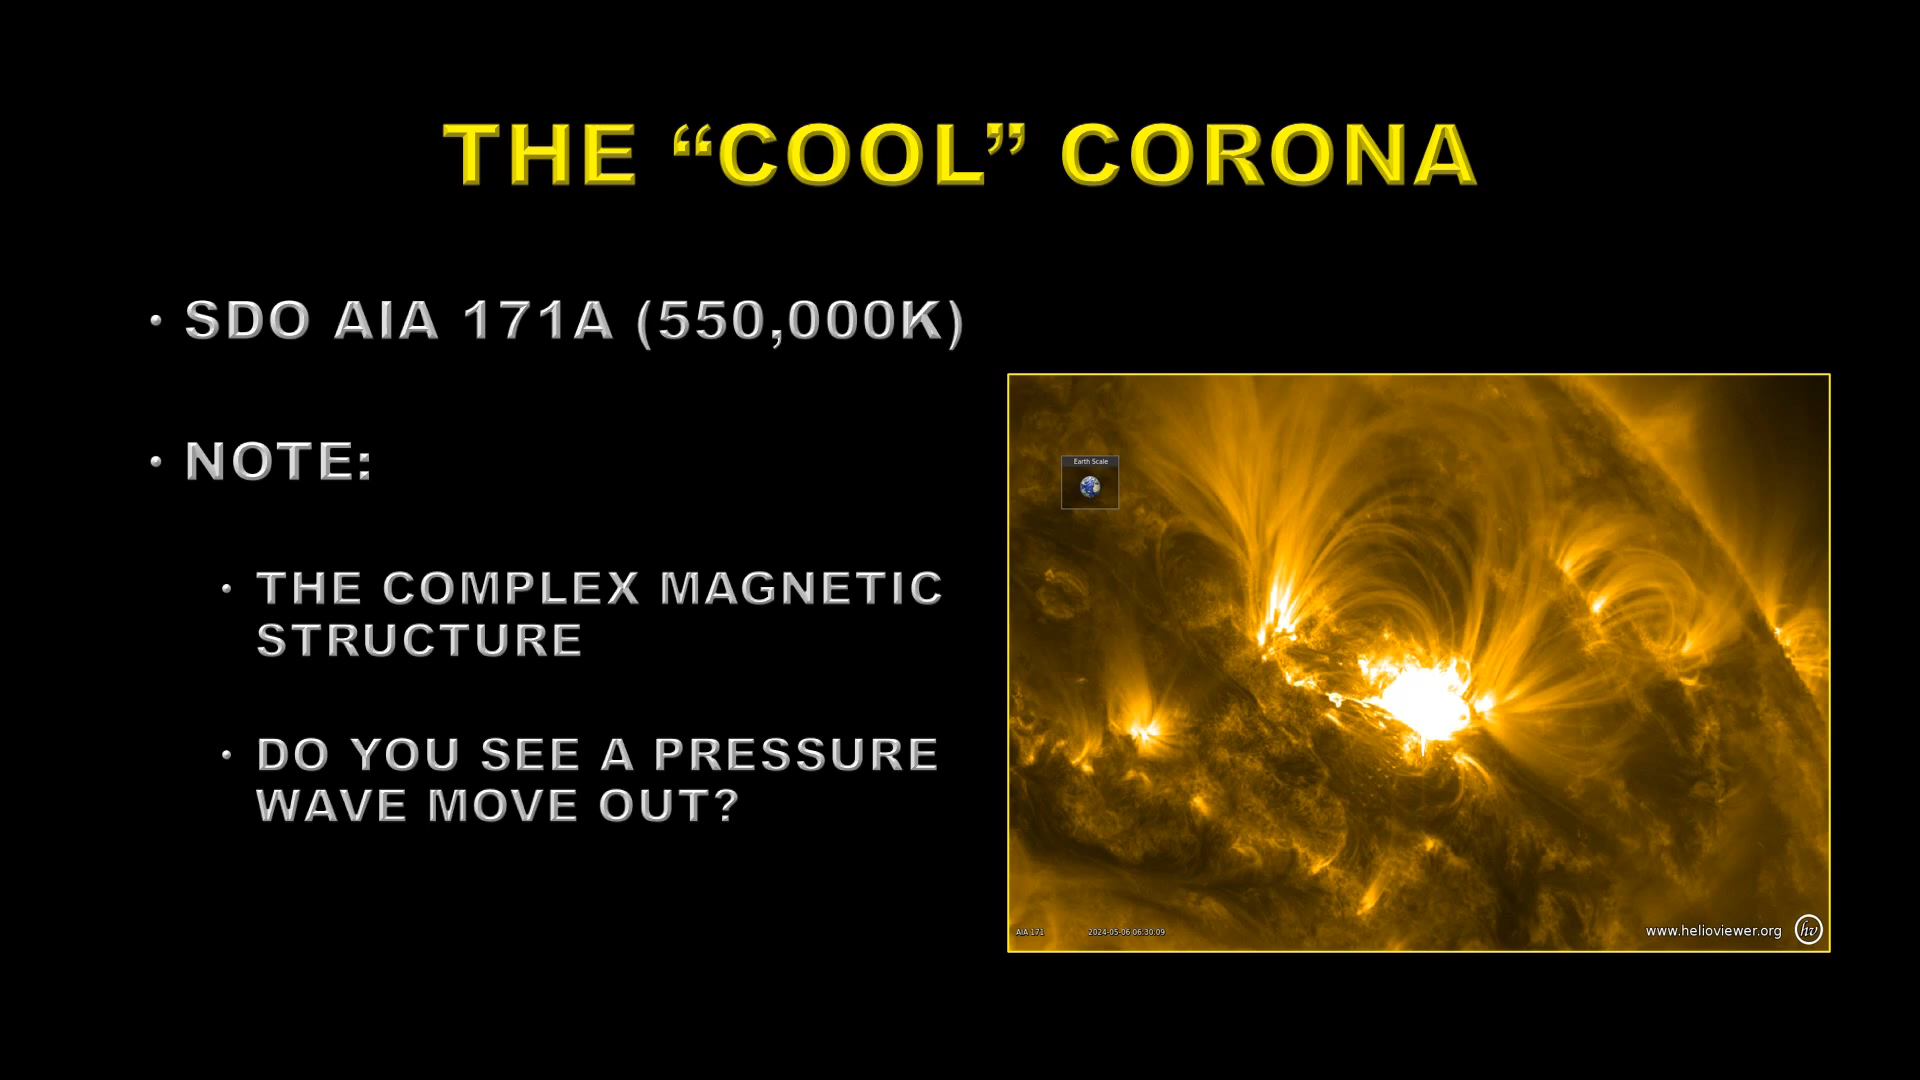 THE “COOL” CORONA
• SDO AIA 171A (550,000K)
• NOTE:
• THE COMPLEX MAGNETIC
STRUCTURE
• DO YOU SEE A PRESSURE
WAVE MOVE OUT?
Earth Scale
AIA 171 2024-05-06 06:30:09
www.helioviewer.org hv